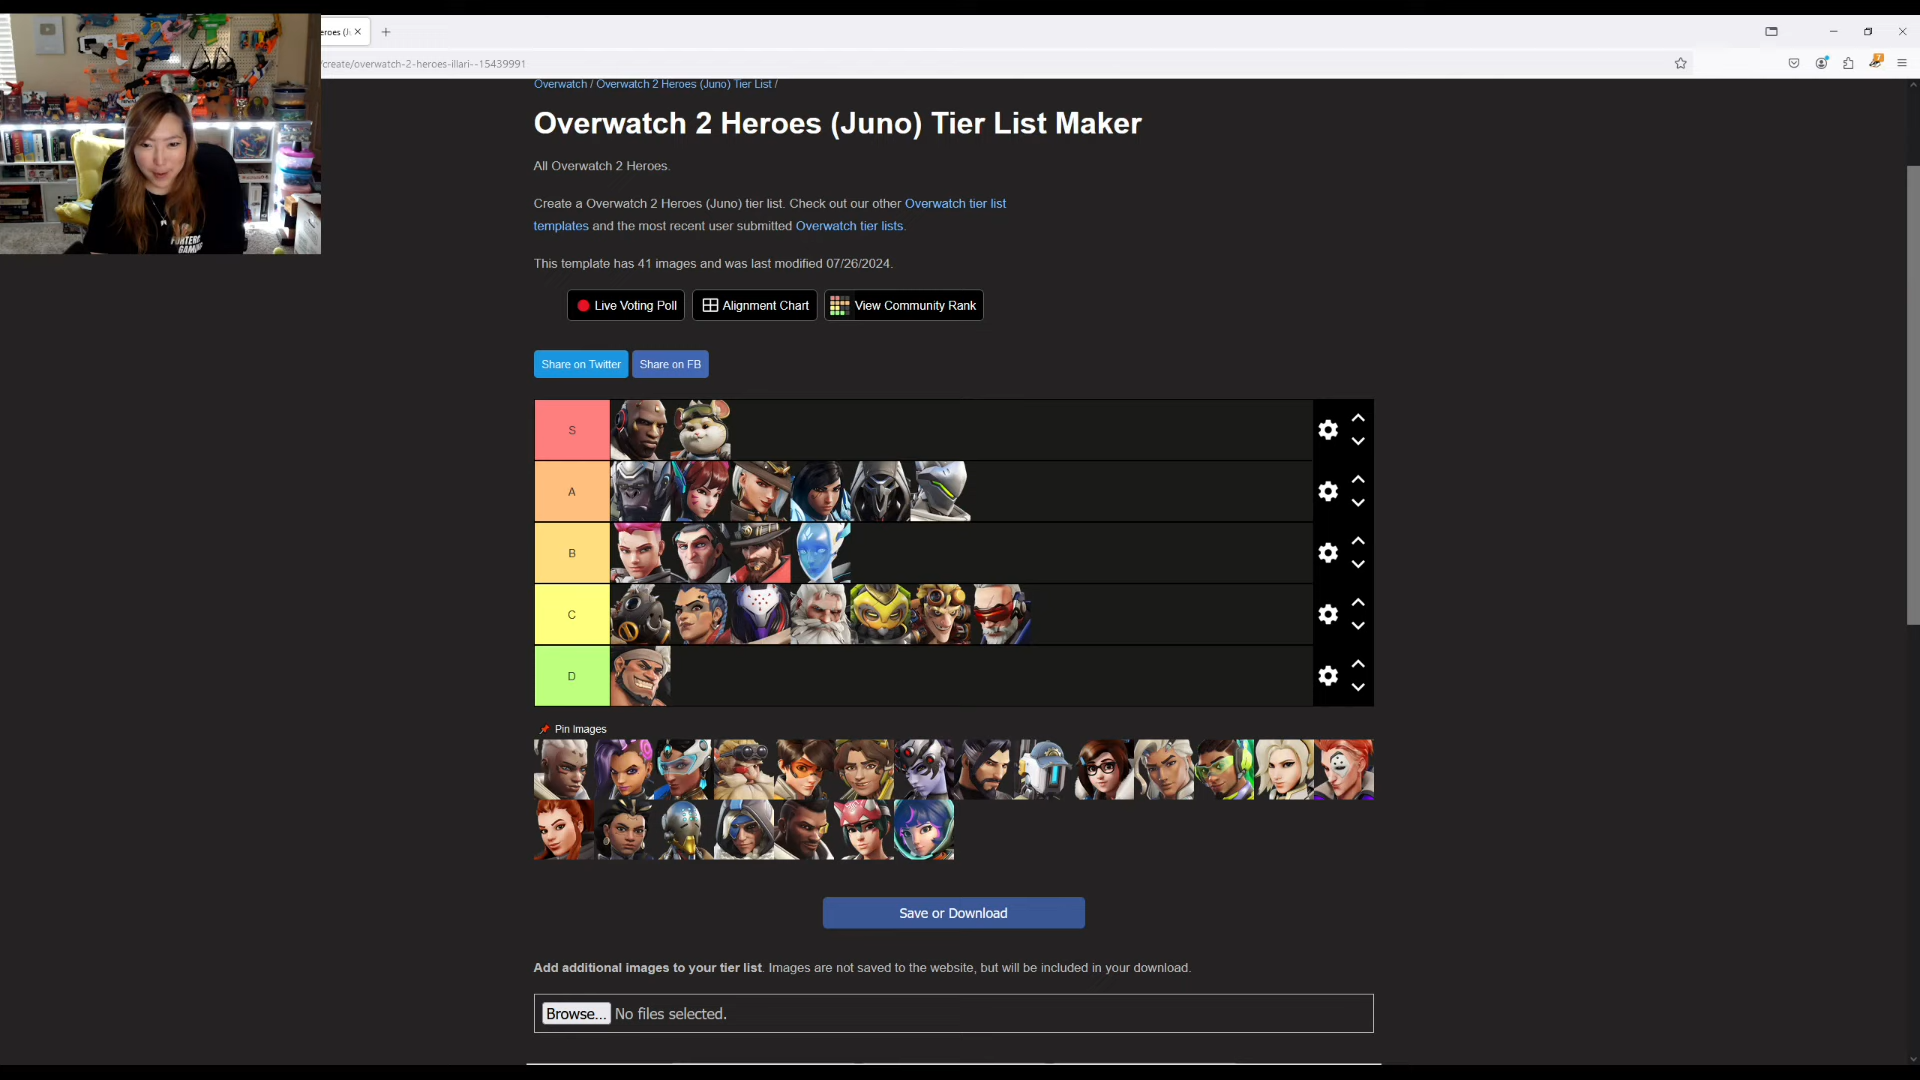 eroes (J
/create/overwatch-2-heroes-illari--15439991
Overwatch / Overwatch 2 Heroes (Juno) Tier List /
Overwatch 2 Heroes (Juno) Tier List Maker
All Overwatch 2 Heroes.
Create a Overwatch 2 Heroes (Juno) tier list. Check out our other Overwatch tier list
templates and the most recent user submitted Overwatch tier lists.
This template has 41 images and was last modified 07/26/2024.
Live Voting Poll
Alignment Chart
View Community Rank
Share on Twitter
Share on FB
S
A
B
C
D
Pin Images
Save or Download
Add additional images to your tier list. Images are not saved to the website, but will be included in your download.
Browse... No files selected.